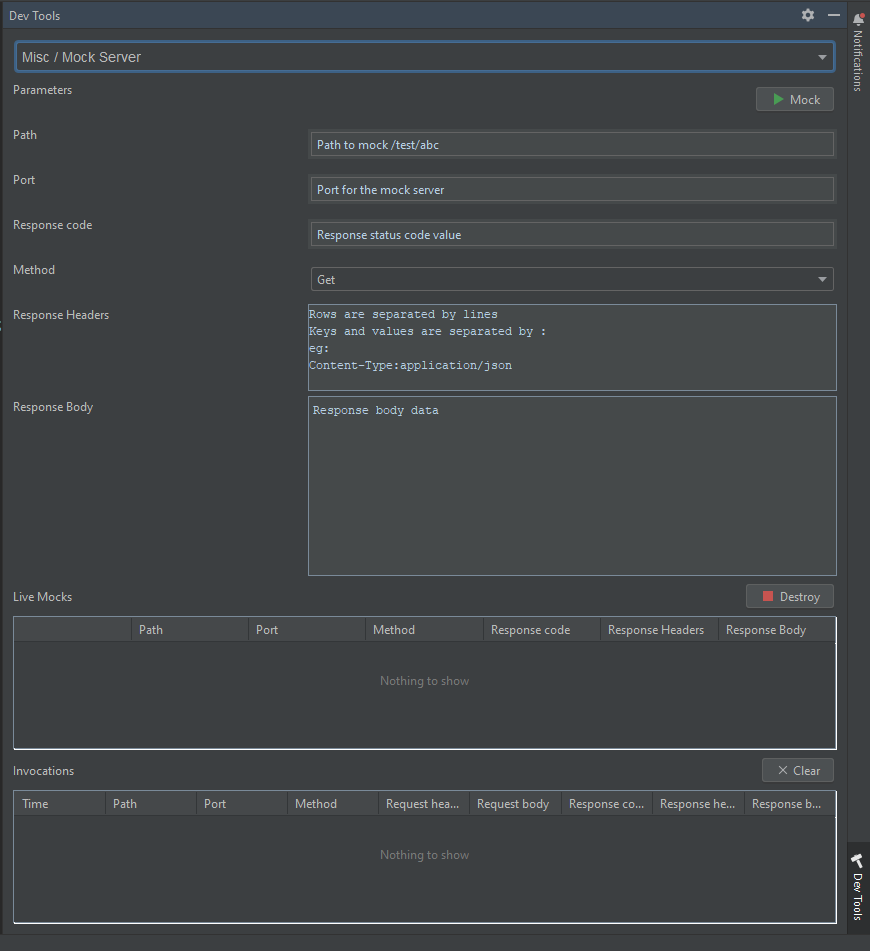 Dev Tools
Notifications
Misc / Mock Server
Parameters
Mock
Path
Path to mock /test/abc
Port
Port for the mock server
Response code
Response status code value
Method
Get
Response Headers
Rows are separated by lines
Keys and values are separated by :
eg:
Content-Type:application/json
Response Body
Response body data
Live Mocks
Destroy
Path Port Method Response code Response Headers Response Body
Nothing to show
Invocations
Clear
Time Path Port Method Request hea... Request body Response co... Response he... Response b...
Nothing to show
Dev Tools